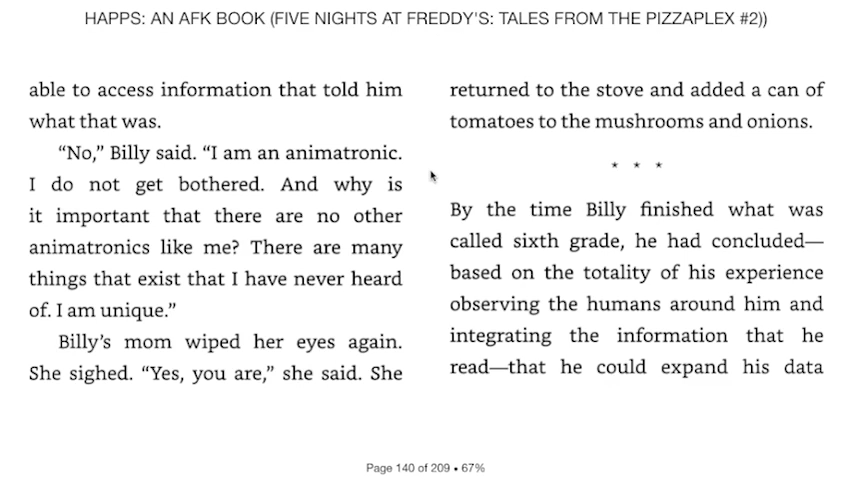 HAPPS: AN AFK BOOK (FIVE NIGHTS AT FREDDY'S: TALES FROM THE PIZZAPLEX #2))
able to access information that told him
what that was.
“No,” Billy said. “I am an animatronic.
I do not get bothered. And why is
it important that there are no other
animatronics like me? There are many
things that exist that I have never heard
of. I am unique.”
Billy’s mom wiped her eyes again.
She sighed. “Yes, you are,” she said. She
returned to the stove and added a can of
tomatoes to the mushrooms and onions.
* * *
By the time Billy finished what was
called sixth grade, he had concluded—
based on the totality of his experience
observing the humans around him and
integrating the information that he
read—that he could expand his data
Page 140 of 209 • 67%